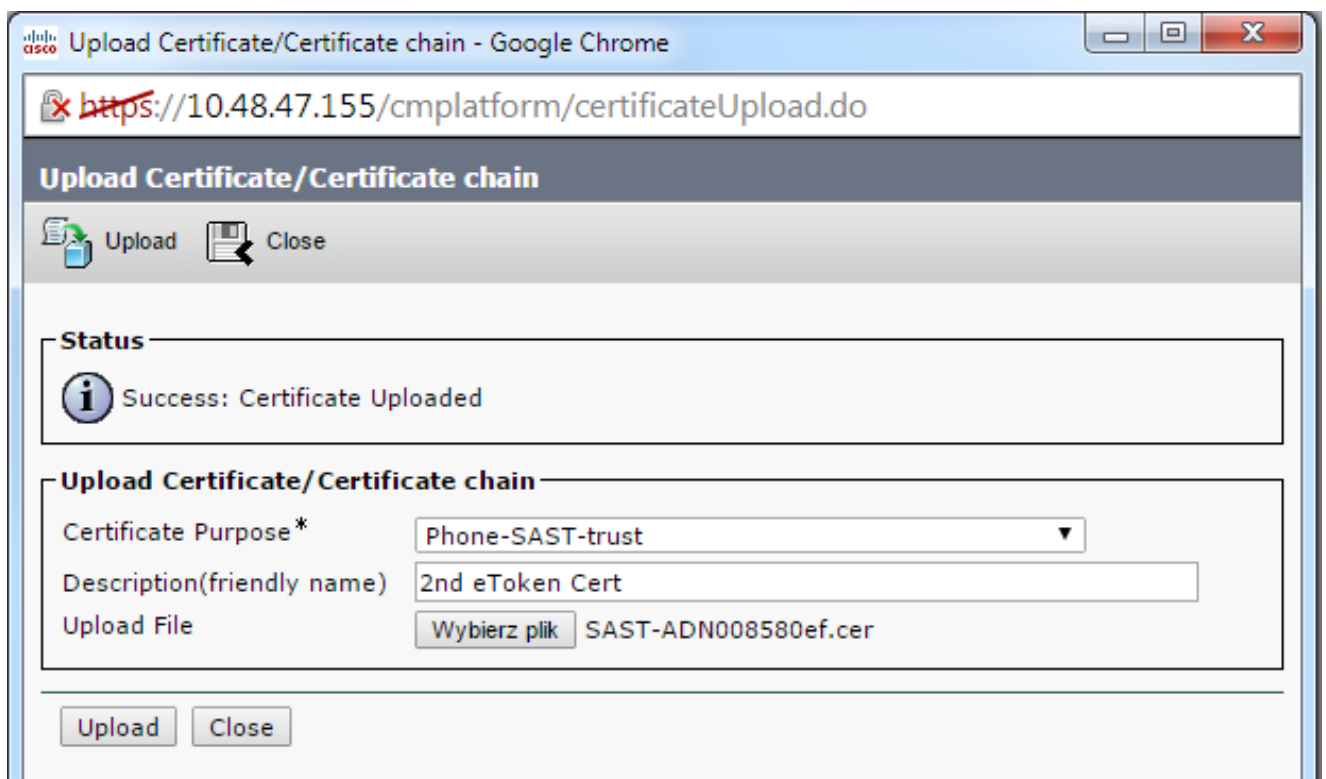 cisco Upload Certificate/Certificate chain - Google Chrome
https://10.48.47.155/cmplatform/certificateUpload.do
Upload Certificate/Certificate chain
Upload Close
Status
i Success: Certificate Uploaded
Upload Certificate/Certificate chain
Certificate Purpose* Phone-SAST-trust
Description(friendly name) 2nd eToken Cert
Upload File Wybierz plik SAST-ADN008580ef.cer
Upload Close